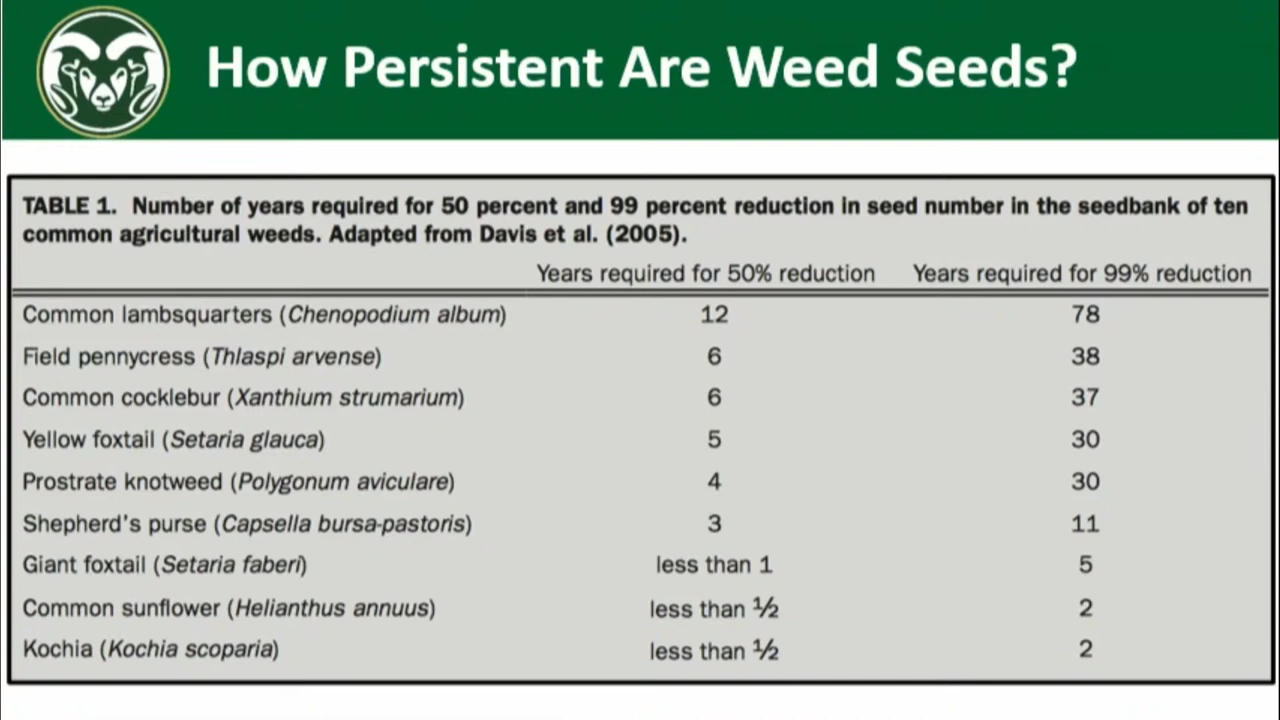 How Persistent Are Weed Seeds?
TABLE 1. Number of years required for 50 percent and 99 percent reduction in seed number in the seedbank of ten
common agricultural weeds. Adapted from Davis et al. (2005).
Years required for 50% reduction Years required for 99% reduction
Common lambsquarters (Chenopodium album) 12 78
Field pennycress (Thlaspi arvense) 6 38
Common cocklebur (Xanthium strumarium) 6 37
Yellow foxtail (Setaria glauca) 5 30
Prostrate knotweed (Polygonum aviculare) 4 30
Shepherd's purse (Capsella bursa-pastoris) 3 11
Giant foxtail (Setaria faberi) less than 1 5
Common sunflower (Helianthus annuus) less than ½ 2
Kochia (Kochia scoparia) less than ½ 2